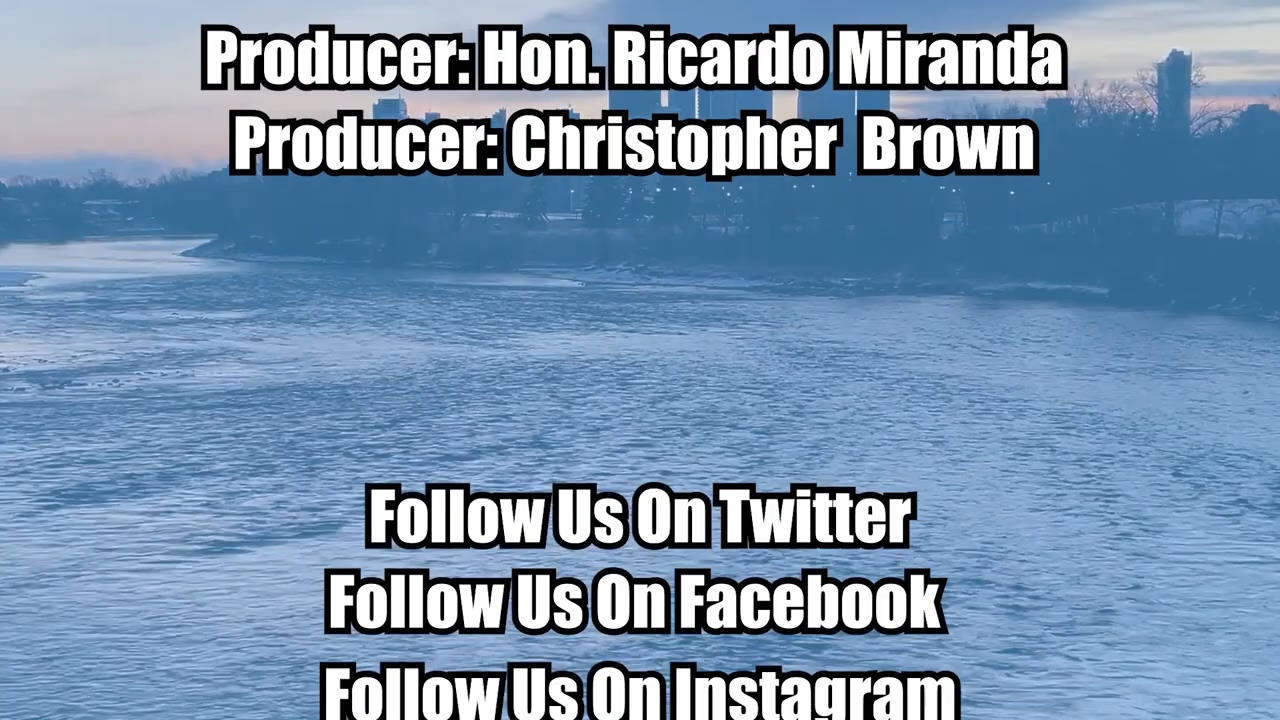 Producer: Hon. Ricardo Miranda
Producer: Christopher  Brown
Follow Us On Twitter
Follow Us On Facebook
Follow Us On Instagram